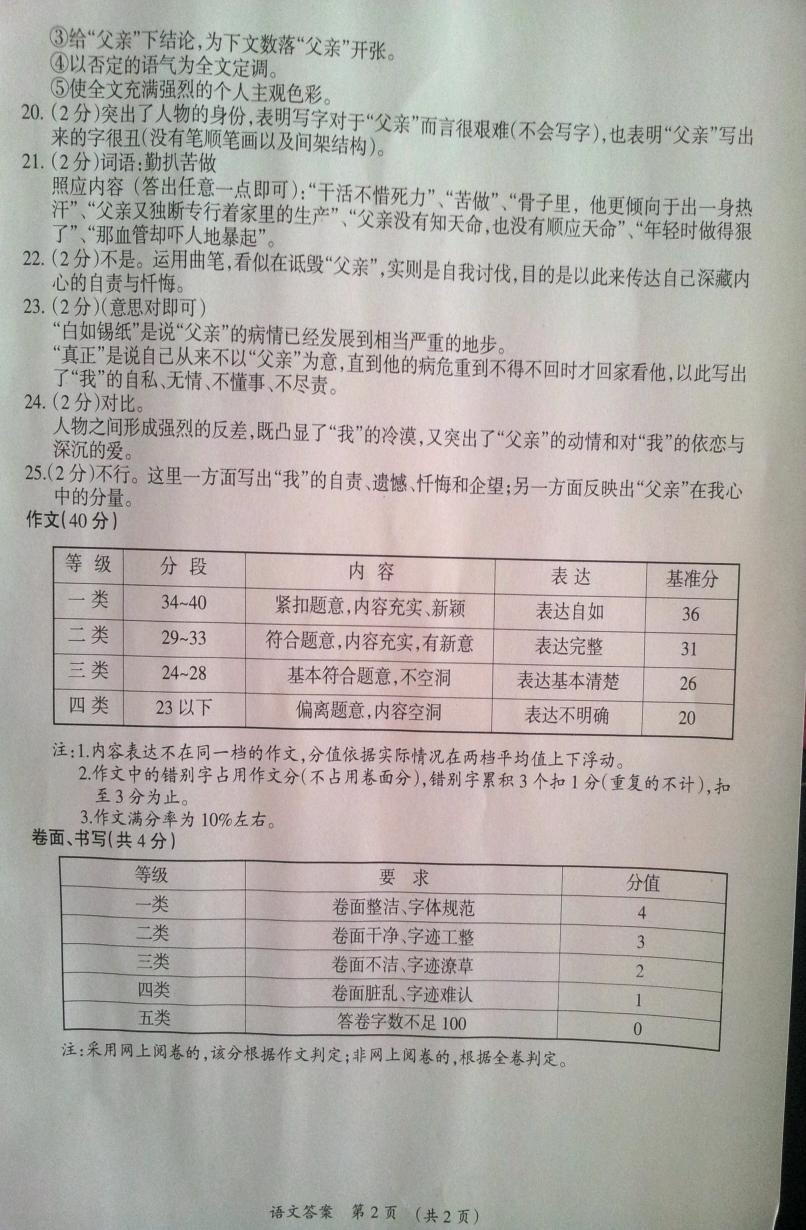 ③给“父亲”下结论,为下文数落“父亲”开张。
④以否定的语气为全文定调。
⑤使全文充满强烈的个人主观色彩。
20. (2分)突出了人物的身份,表明写字对于“父亲”而言很艰难(不会写字),也表明“父亲”写出
来的字很丑(没有笔顺笔画以及间架结构)。
21. (2分)词语:勤扒苦做
照应内容(答出任意一点即可):“干活不惜死力”、“苦做”、“骨子里,他更倾向于出一身热
汗”、“父亲又独断专行着家里的生产”、“父亲没有知天命,也没有顺应天命”、“年轻时做得狠
了”、“那血管却吓人地暴起”。
22. (2分)不是。运用曲笔,看似在诋毁“父亲”,实则是自我讨伐,目的是以此来传达自己深藏内
心的自责与忏悔。
23. (2分)(意思对即可)
“白如锡纸”是说“父亲”的病情已经发展到相当严重的地步。
“真正”是说自己从来不以“父亲”为意,直到他的病危重到不得不回时才回家看他,以此写出
了“我”的自私、无情、不懂事、不尽责。
24. (2分)对比。
人物之间形成强烈的反差,既凸显了“我”的冷漠,又突出了“父亲”的动情和对“我”的依恋与
深沉的爱。
25.(2分)不行。这里一方面写出“我”的自责、遗憾、忏悔和企望;另一方面反映出“父亲”在我心
中的分量。
作文(40分)
等 级 分 段 内 容 表 达 基准分
一 类 34~40 紧扣题意,内容充实、新颖 表达自如 36
二 类 29~33 符合题意,内容充实,有新意 表达完整 31
三 类 24~28 基本符合题意,不空洞 表达基本清楚 26
四 类 23以下 偏离题意,内容空洞 表达不明确 20
注:1.内容表达不在同一档的作文,分值依据实际情况在两档平均值上下浮动。
2.作文中的错别字占用作文分(不占用卷面分),错别字累积3个扣1分(重复的不计),扣
至3分为止。
3.作文满分率为10%左右。
卷面、书写(共4分)
等级 要 求 分值
一类 卷面整洁、字体规范 4
二类 卷面干净、字迹工整 3
三类 卷面不洁、字迹潦草 2
四类 卷面脏乱、字迹难认 1
五类 答卷字数不足100 0
注:采用网上阅卷的,该分根据作文判定;非网上阅卷的,根据全卷判定。
语文答案 第2页 (共2页)